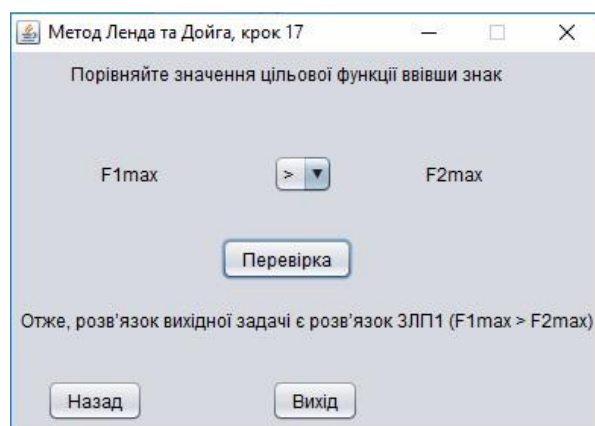 Метод Ленда та Дойга, крок 17
Порівняйте значення цільової функції ввівши знак
F1max > F2max
Перевірка
Отже, розв'язок вихідної задачі є розв'язок ЗЛП1 (F1max > F2max)
Назад Вихід